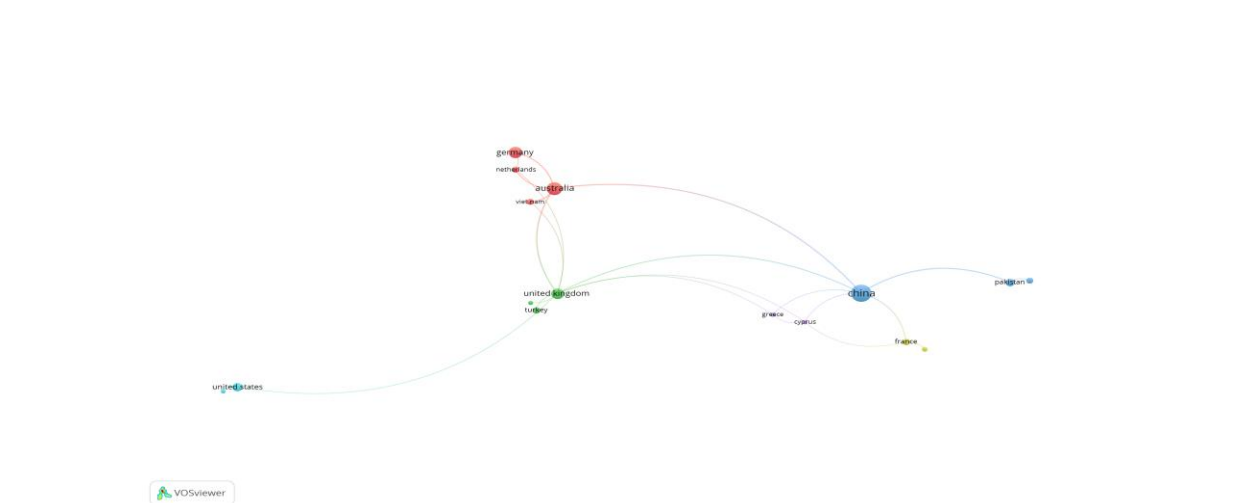 germany
netherlands
australia
vietnam
united kingdom
turkey
china
pakistan
greece
cyprus
france
united states
VOSviewer